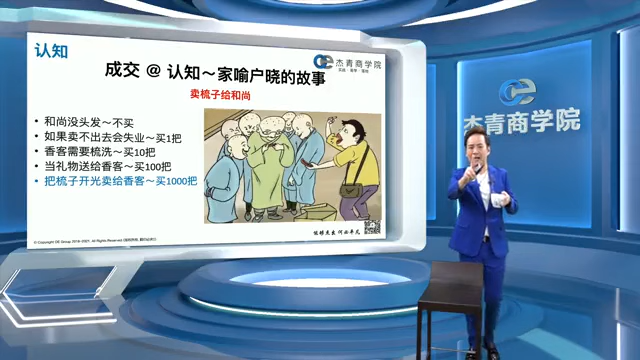 认知
杰青商学院
成交 @ 认知～家喻户晓的故事
卖梳子给和尚
• 和尚没头发～不买
• 如果卖不出去会失业～买1把
• 香客需要梳洗～买10把
• 当礼物送给香客～买100把
• 把梳子开光卖给香客～买1000把
杰青商学院